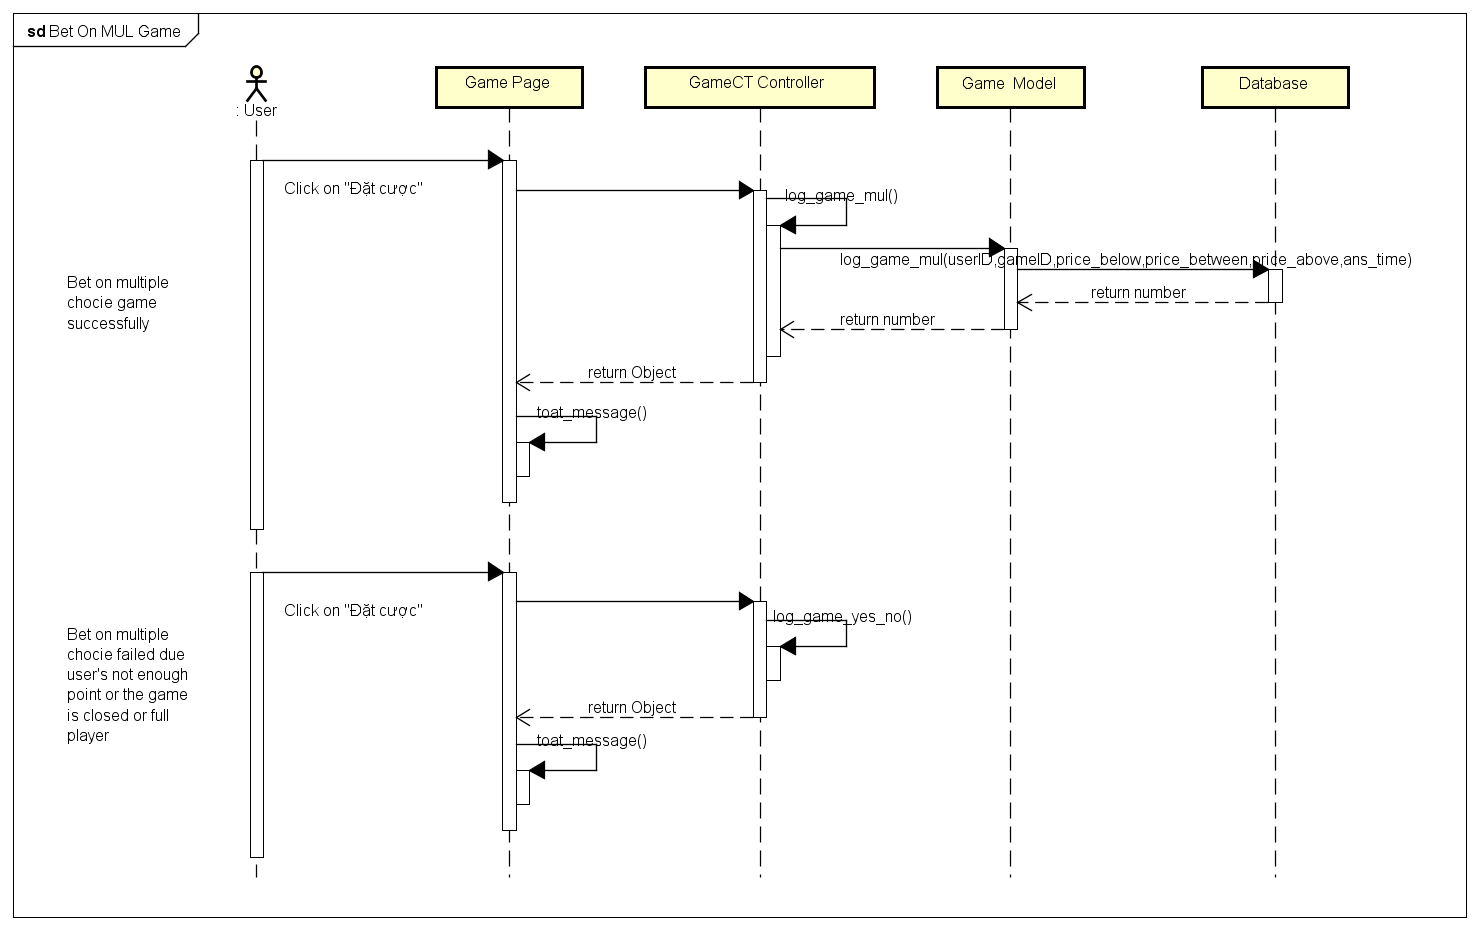 sd Bet On MUL Game
: User
Game Page
GameCT Controller
Game Model
Database
Click on "Đặt cược"
log_game_mul()
log_game_mul(userID,gameID,price_below,price_between,price_above,ans_time)
Bet on multiple
chocie game
successfully
return number
return number
return Object
toat_message()
Click on "Đặt cược"
log_game_yes_no()
Bet on multiple
chocie failed due
user's not enough
point or the game
is closed or full
player
return Object
toat_message()